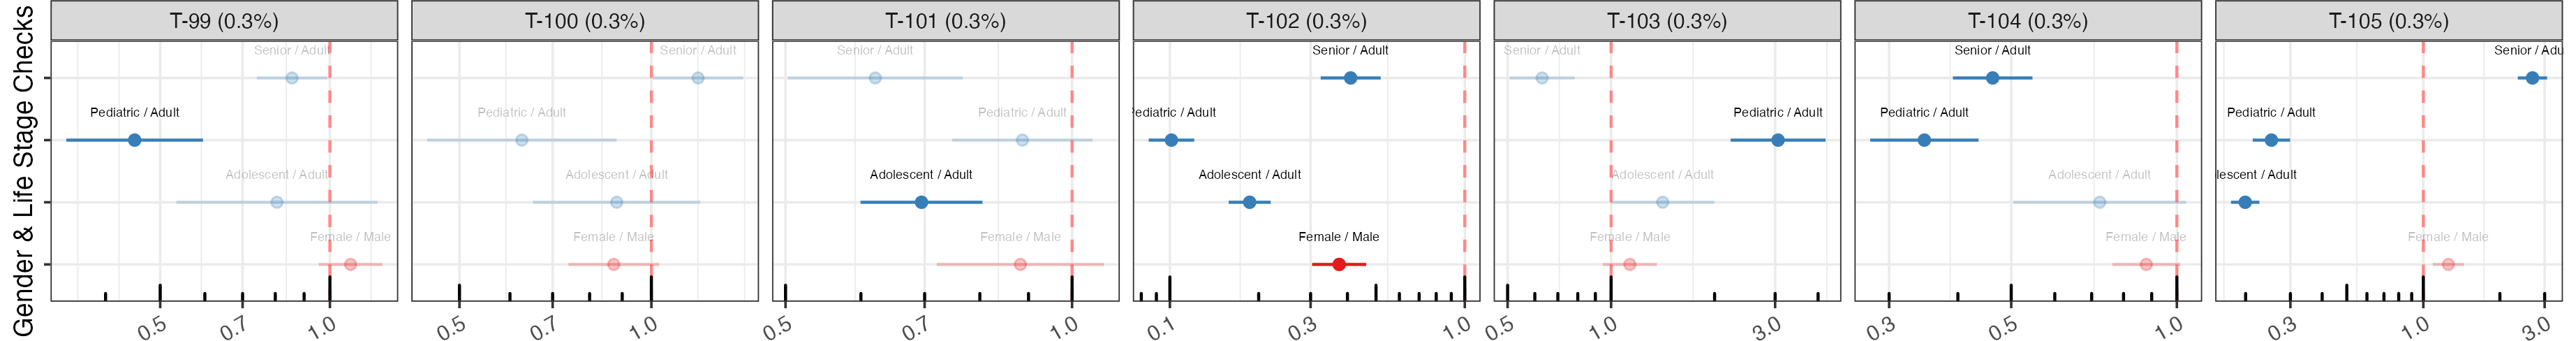 Gender & Life Stage Checks
T-99 (0.3%)
Senior / Adult
Pediatric / Adult
Adolescent / Adult
Female / Male
0.5 0.7 1.0
T-100 (0.3%)
Senior / Adult
Pediatric / Adult
Adolescent / Adult
Female / Male
0.5 0.7 1.0
T-101 (0.3%)
Senior / Adult
Pediatric / Adult
Adolescent / Adult
Female / Male
0.5 0.7 1.0
T-102 (0.3%)
Senior / Adult
ediatric / Adult
Adolescent / Adult
Female / Male
0.1 0.3 1.0
T-103 (0.3%)
Senior / Adult
Pediatric / Adult
Adolescent / Adult
Female / Male
0.5 1.0 3.0
T-104 (0.3%)
Senior / Adult
Pediatric / Adult
Adolescent / Adult
Female / Male
0.3 0.5 1.0
T-105 (0.3%)
Senior / Adu
Pediatric / Adult
lescent / Adult
Female / Male
0.3 1.0 3.0